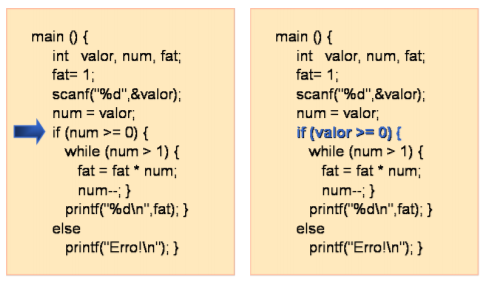 main () {
int valor, num, fat;
fat= 1;
scanf("%d",&valor);
num = valor;
if (num >= 0) {
while (num > 1) {
fat = fat * num;
num--; }
printf("%d\n",fat); }
else
printf("Erro!\n"); }
main () {
int valor, num, fat;
fat= 1;
scanf("%d",&valor);
num = valor;
if (valor >= 0) {
while (num > 1) {
fat = fat * num;
num--; }
printf("%d\n",fat); }
else
printf("Erro!\n"); }